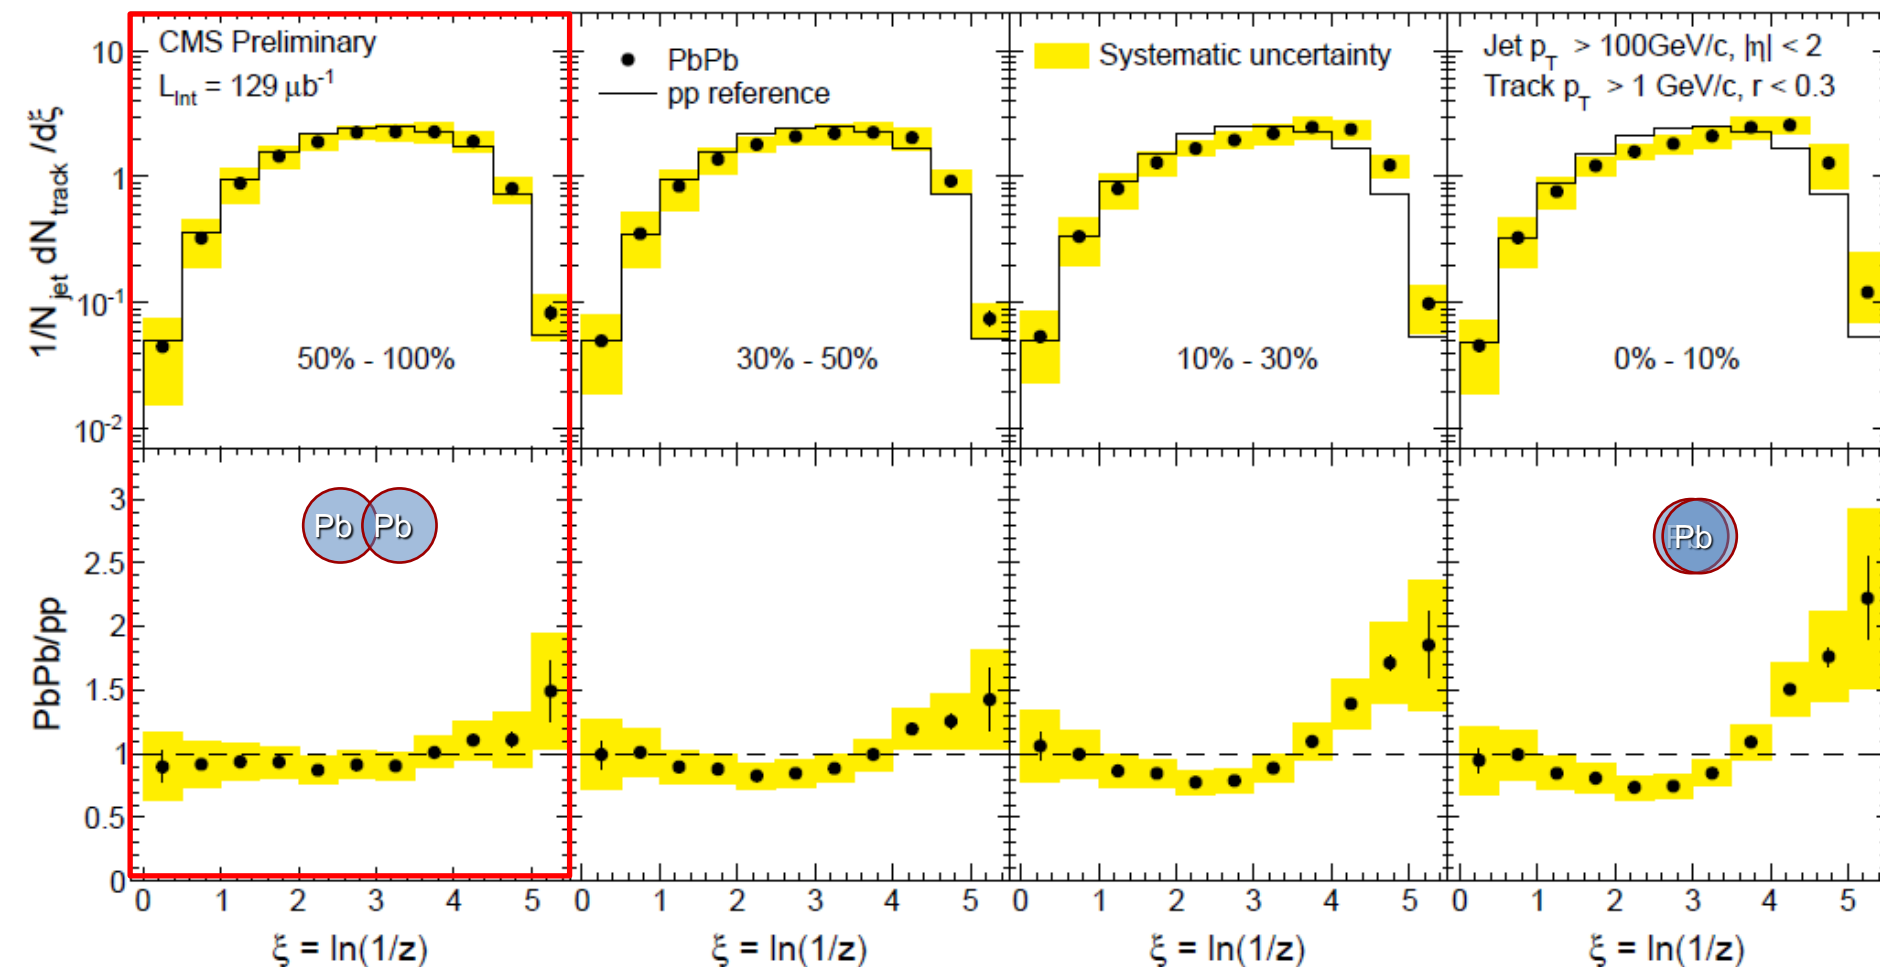 CMS Preliminary
L_Int = 129 μb^-1
PbPb
pp reference
Systematic uncertainty
Jet p_T > 100GeV/c, |η| < 2
Track p_T > 1 GeV/c, r < 0.3
1/N_jet dN_track /dξ
10
1
10^-1
10^-2
50% - 100%
30% - 50%
10% - 30%
0% - 10%
PbPb/pp
3
2.5
2
1.5
1
0.5
0
Pb Pb
Pb
0 1 2 3 4 5
0 1 2 3 4 5
0 1 2 3 4 5
0 1 2 3 4 5
ξ = ln(1/z)
ξ = ln(1/z)
ξ = ln(1/z)
ξ = ln(1/z)